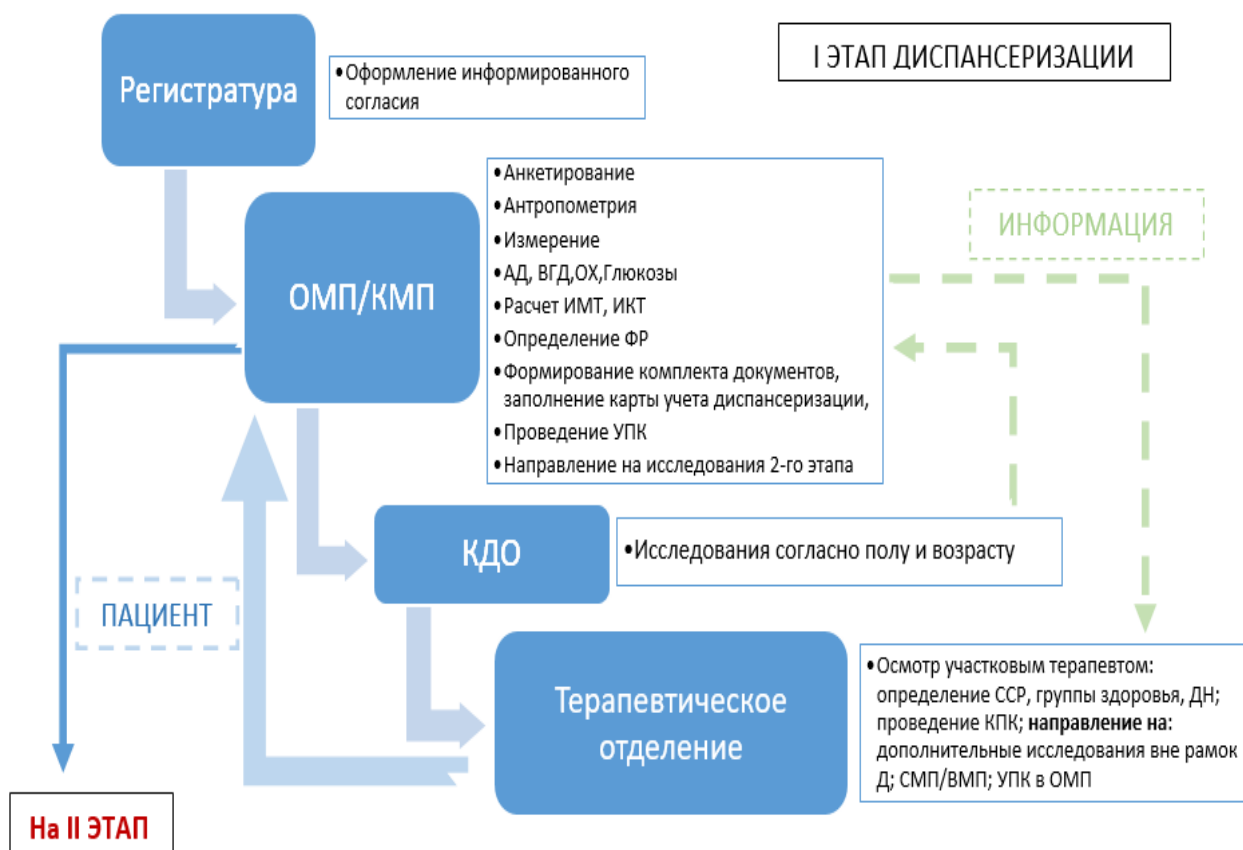 I ЭТАП ДИСПАНСЕРИЗАЦИИ
Регистратура
•Оформление информированного
согласия
ОМП/КМП
•Анкетирование
•Антропометрия
•Измерение
•АД, ВГД,ОХ,Глюкозы
•Расчет ИМТ, ИКТ
•Определение ФР
•Формирование комплекта документов,
заполнение карты учета диспансеризации,
•Проведение УПК
•Направление на исследования 2-го этапа
ИНФОРМАЦИЯ
КДО
•Исследования согласно полу и возрасту
ПАЦИЕНТ
Терапевтическое
отделение
•Осмотр участковым терапевтом:
определение ССР, группы здоровья, ДН;
проведение КПК; направление на:
дополнительные исследования вне рамок
Д; СМП/ВМП; УПК в ОМП
На II ЭТАП